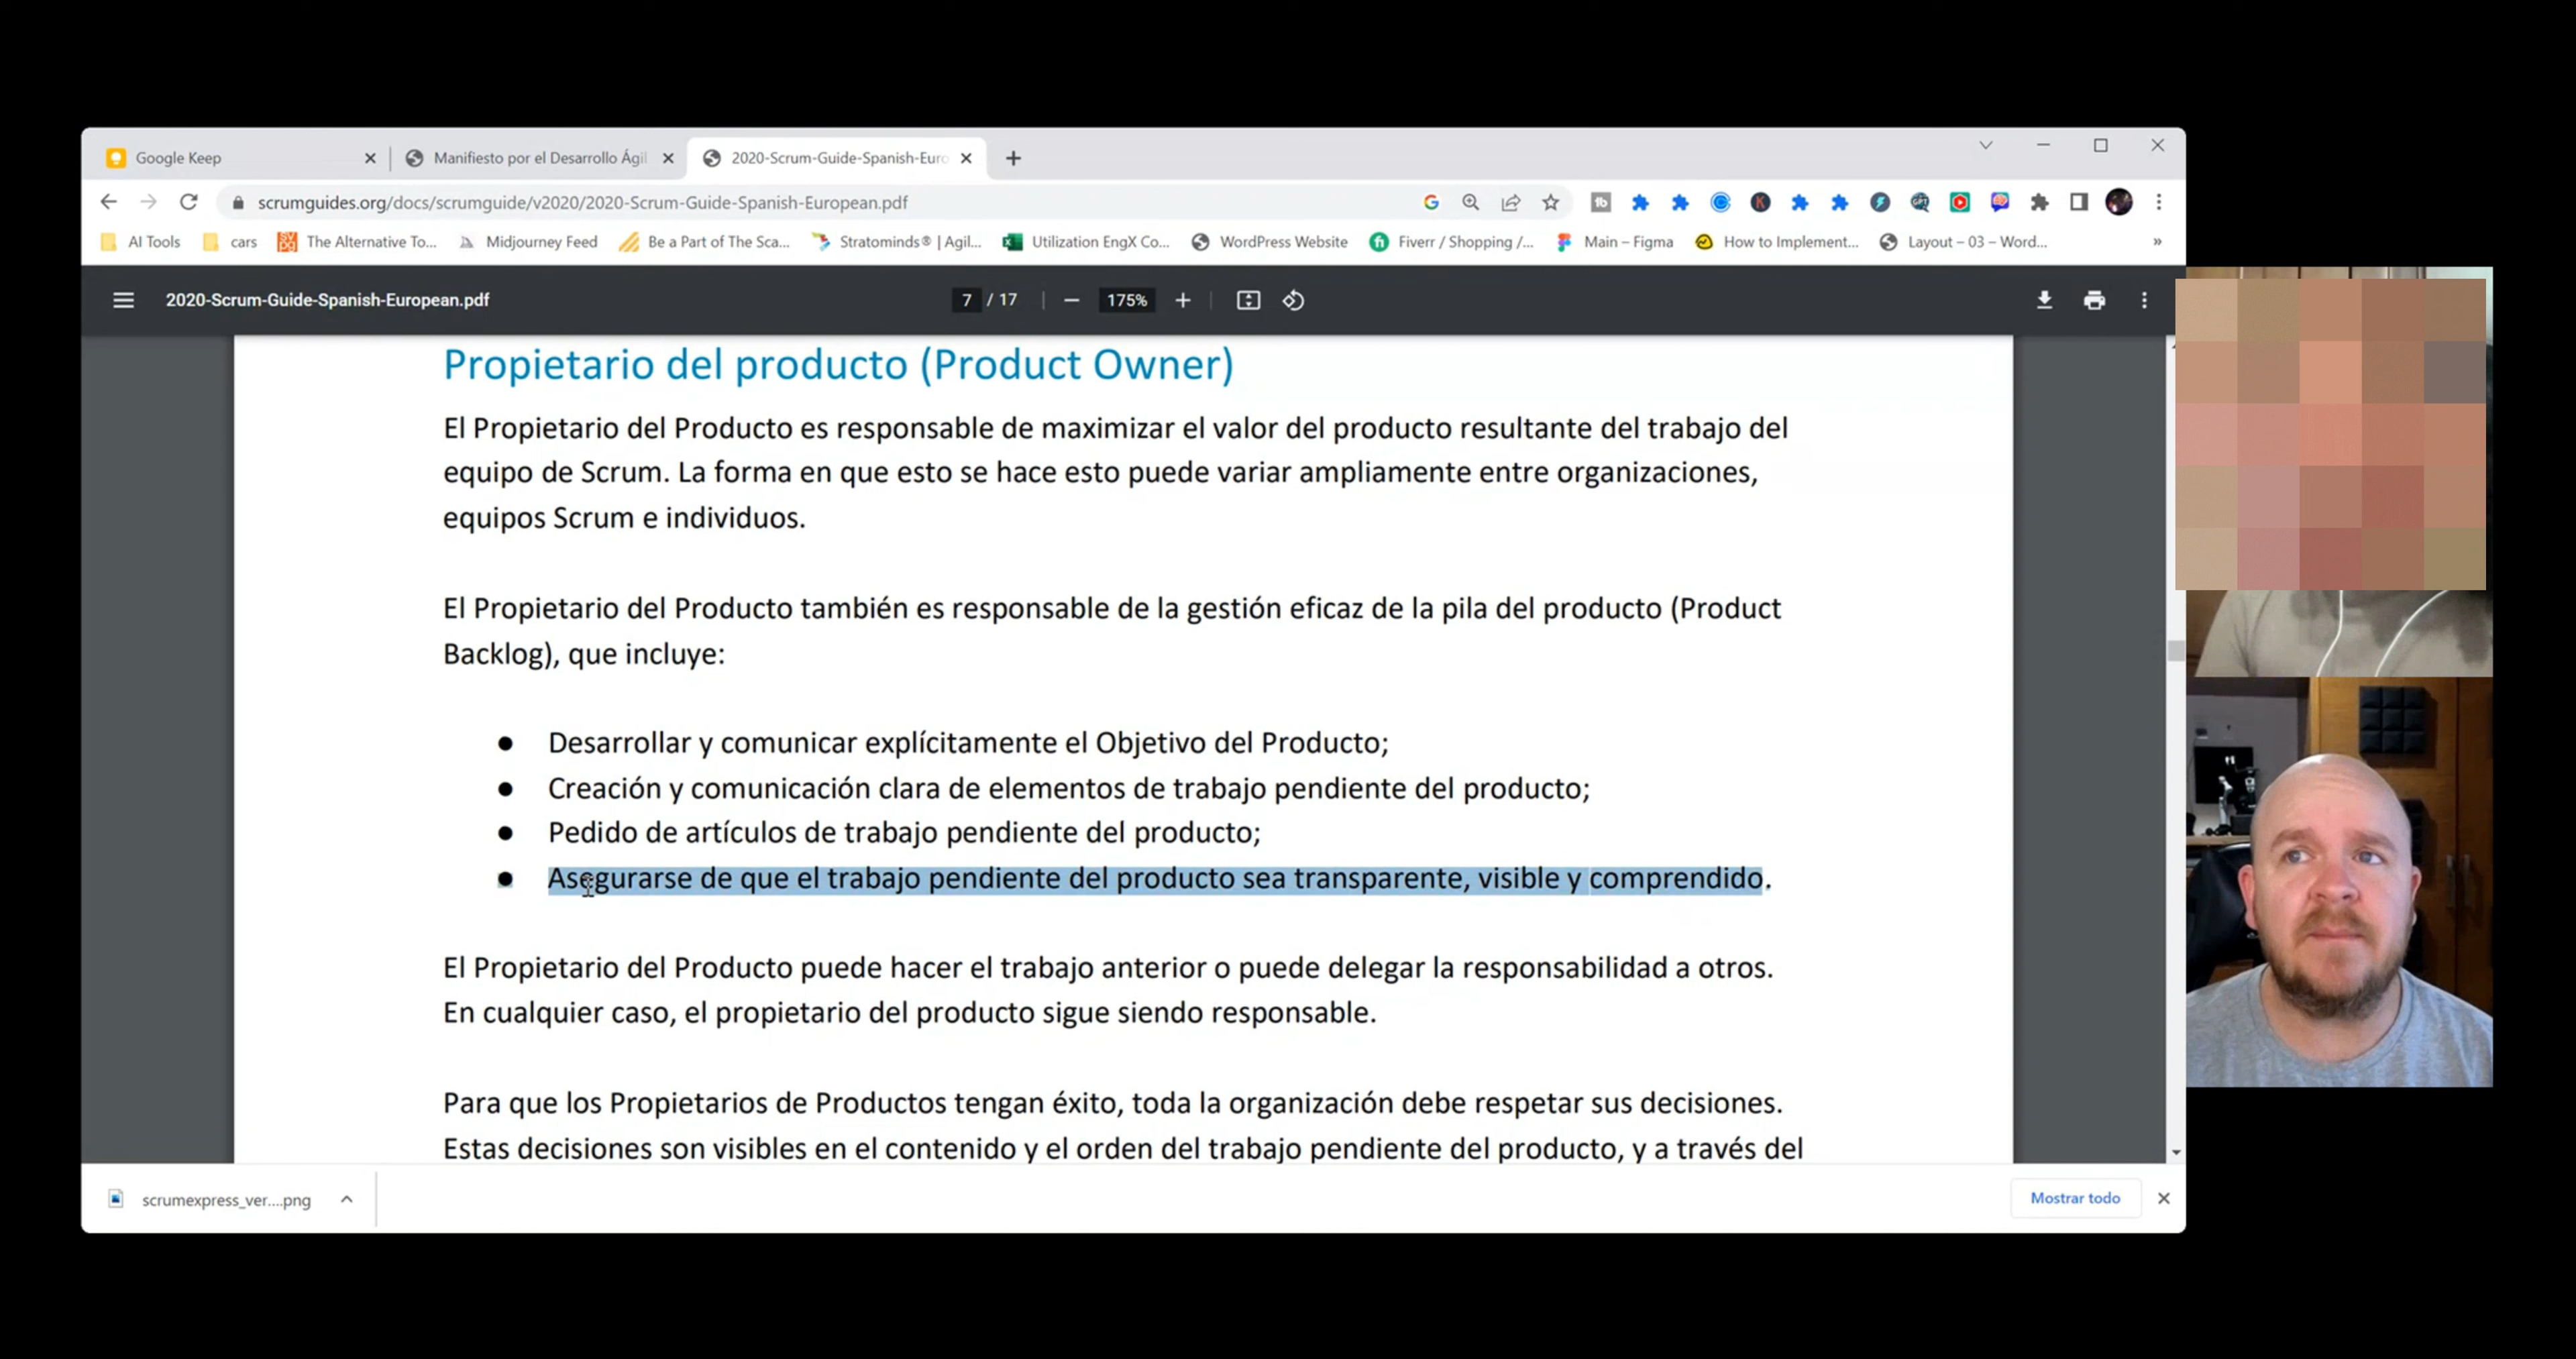 Google Keep
Manifiesto por el Desarrollo Ágil
2020-Scrum-Guide-Spanish-Euro
scrumguides.org/docs/scrumguide/v2020/2020-Scrum-Guide-Spanish-European.pdf
AI Tools
cars
The Alternative To...
Midjourney Feed
Be a Part of The Sca...
Stratominds® | Agil...
Utilization EngX Co...
WordPress Website
Fiverr / Shopping /...
Main – Figma
How to Implement...
Layout – 03 – Word...
»
2020-Scrum-Guide-Spanish-European.pdf
7 / 17
175%
Propietario del producto (Product Owner)
El Propietario del Producto es responsable de maximizar el valor del producto resultante del trabajo del
equipo de Scrum. La forma en que esto se hace esto puede variar ampliamente entre organizaciones,
equipos Scrum e individuos.
El Propietario del Producto también es responsable de la gestión eficaz de la pila del producto (Product
Backlog), que incluye:
● Desarrollar y comunicar explícitamente el Objetivo del Producto;
● Creación y comunicación clara de elementos de trabajo pendiente del producto;
● Pedido de artículos de trabajo pendiente del producto;
● Asegurarse de que el trabajo pendiente del producto sea transparente, visible y comprendido.
El Propietario del Producto puede hacer el trabajo anterior o puede delegar la responsabilidad a otros.
En cualquier caso, el propietario del producto sigue siendo responsable.
Para que los Propietarios de Productos tengan éxito, toda la organización debe respetar sus decisiones.
Estas decisiones son visibles en el contenido y el orden del trabajo pendiente del producto, y a través del
scrumexpress_ver....png
Mostrar todo